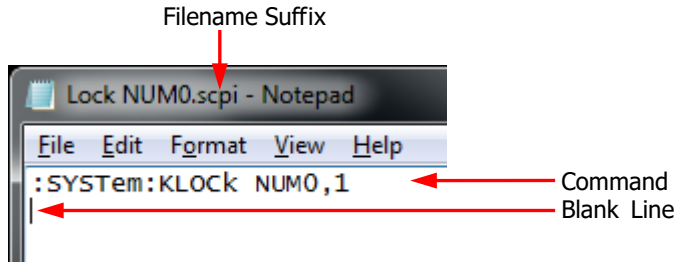 Filename Suffix
Lock NUM0.scpi - Notepad
File Edit Format View Help
:SYSTem:KLOCk NUM0,1
Command
Blank Line